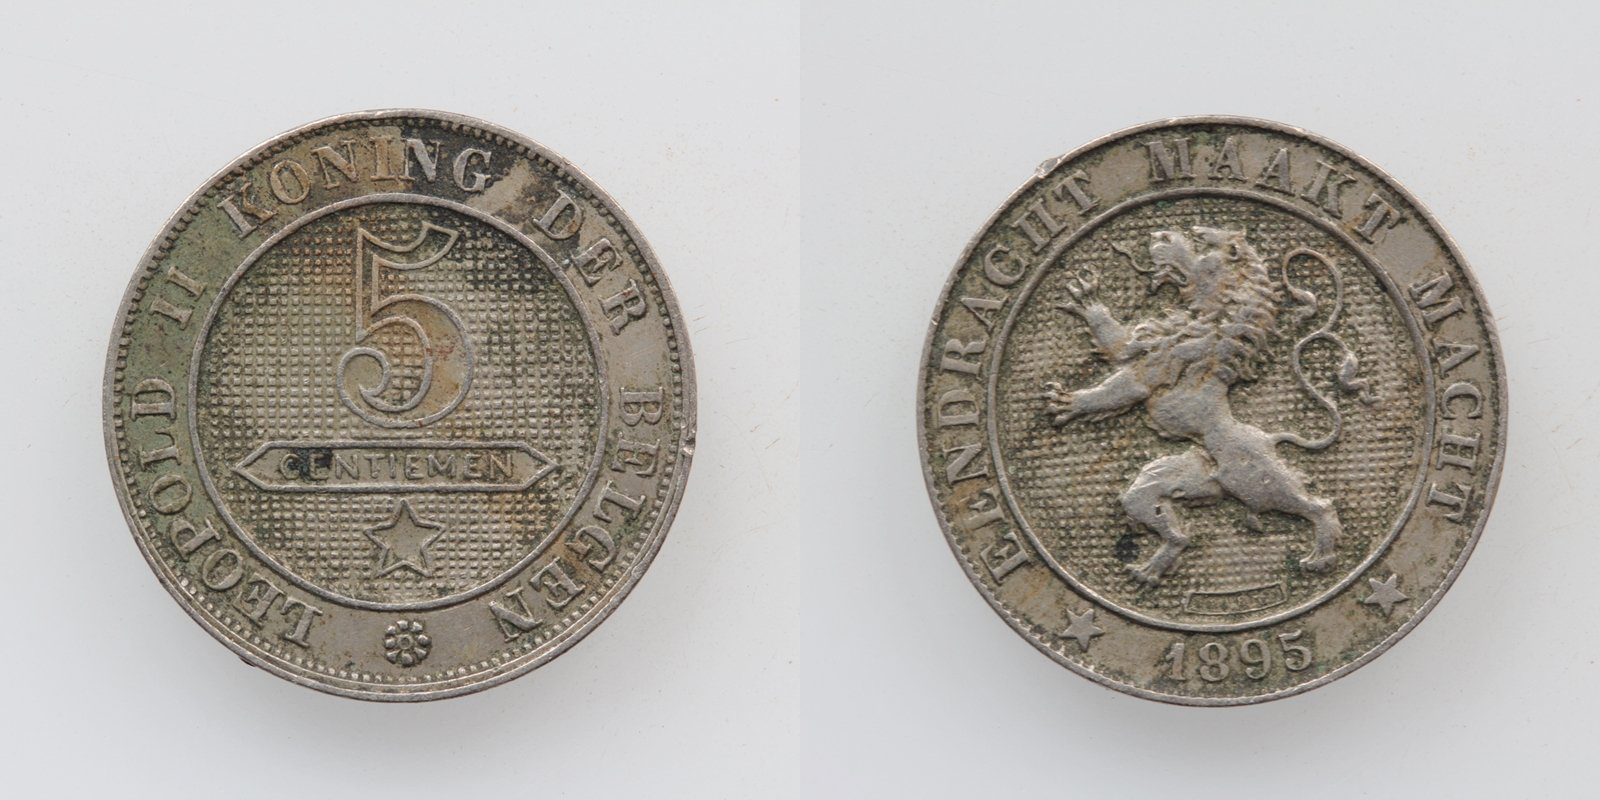 LEOPOLD II KONING DER BELGEN
5
CENTIEMEN
EENDRACHT MAAKT MACHT
1895